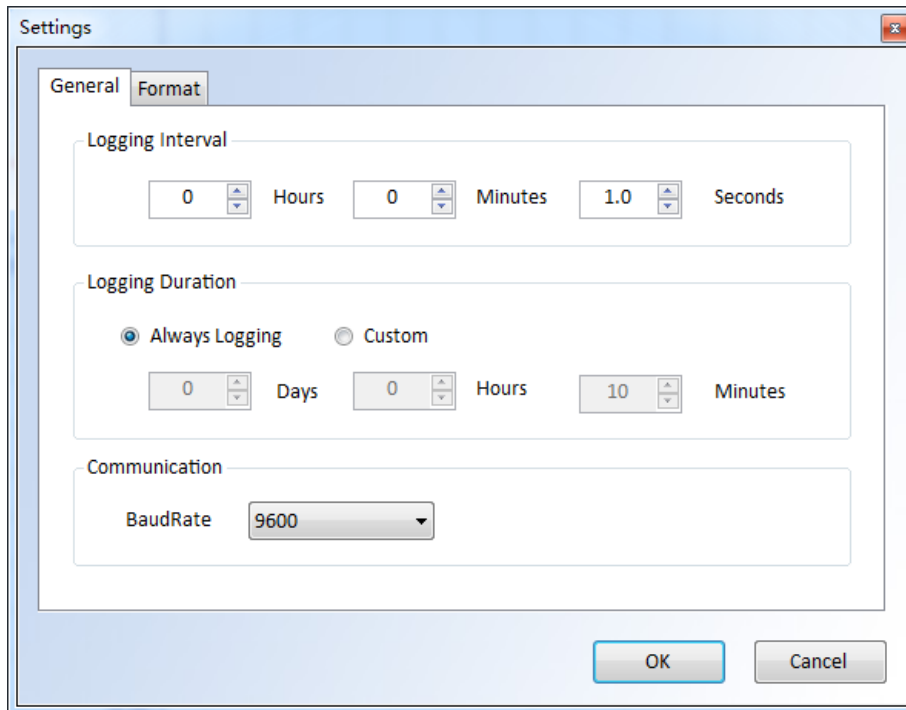 Settings
General Format
Logging Interval
0 Hours 0 Minutes 1.0 Seconds
Logging Duration
Always Logging Custom
0 Days 0 Hours 10 Minutes
Communication
BaudRate 9600
OK Cancel